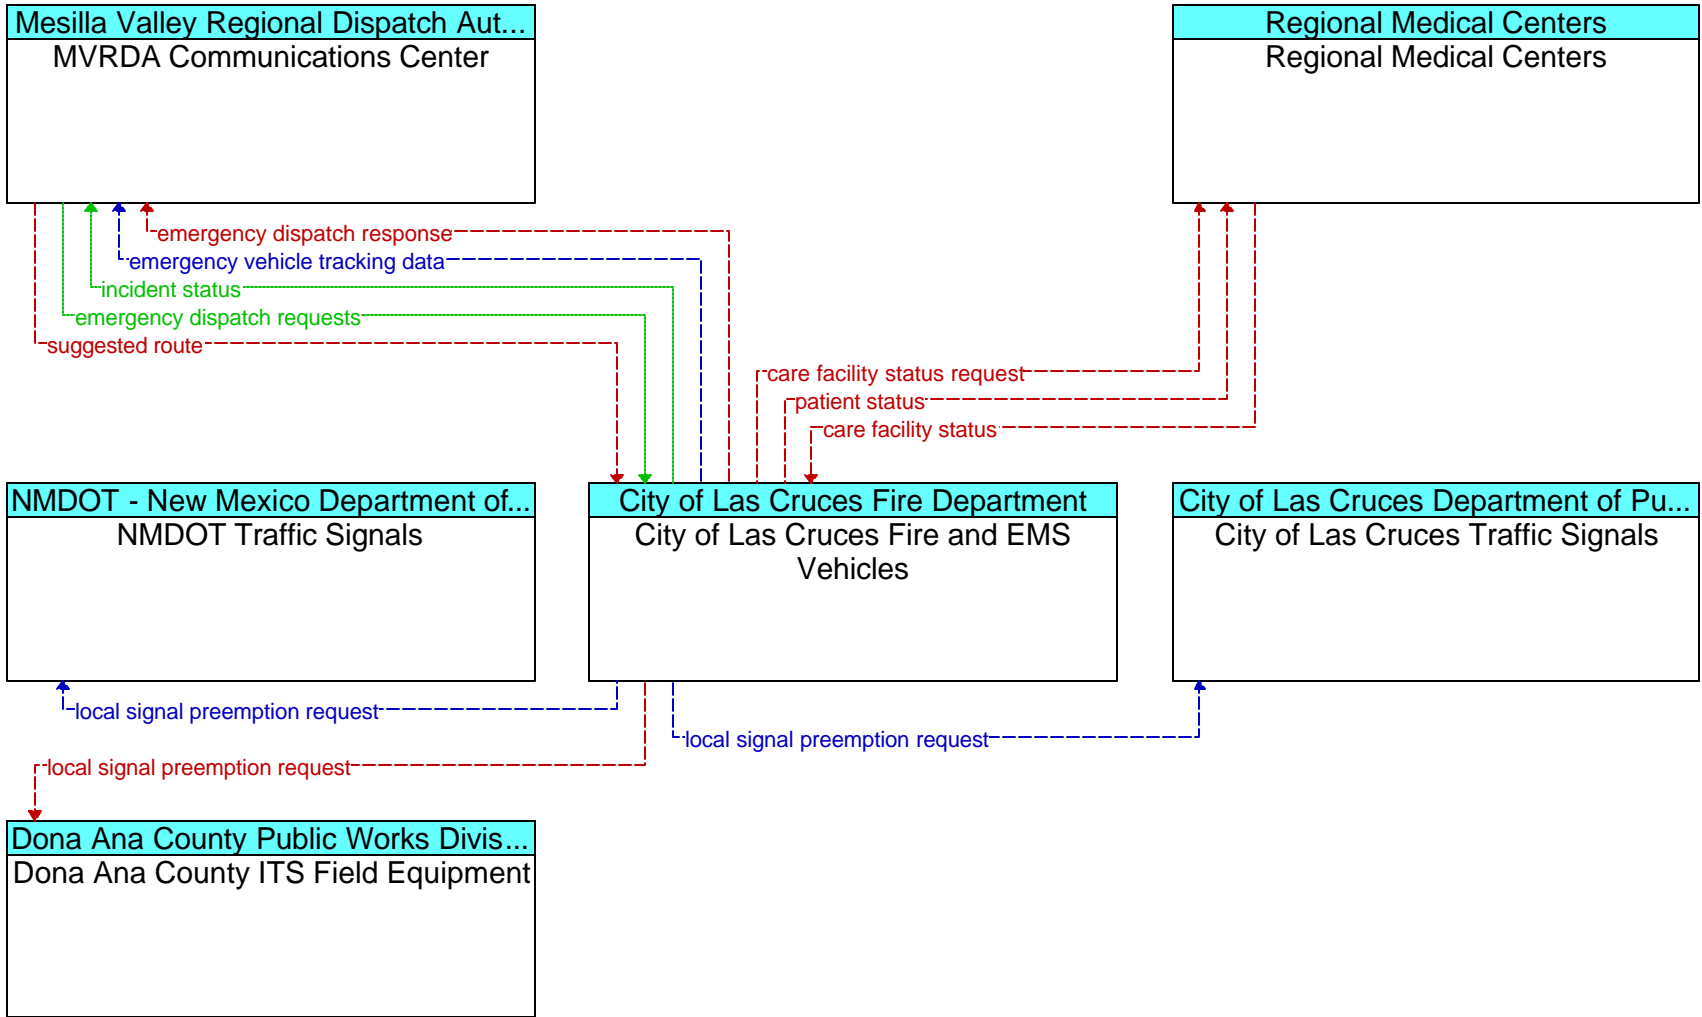 Mesilla Valley Regional Dispatch Aut...
MVRDA Communications Center
Regional Medical Centers
Regional Medical Centers
emergency dispatch response
emergency vehicle tracking data
incident status
emergency dispatch requests
suggested route
care facility status request
patient status
care facility status
NMDOT - New Mexico Department of...
NMDOT Traffic Signals
City of Las Cruces Fire Department
City of Las Cruces Fire and EMS
Vehicles
City of Las Cruces Department of Pu...
City of Las Cruces Traffic Signals
local signal preemption request
local signal preemption request
local signal preemption request
Dona Ana County Public Works Divis...
Dona Ana County ITS Field Equipment